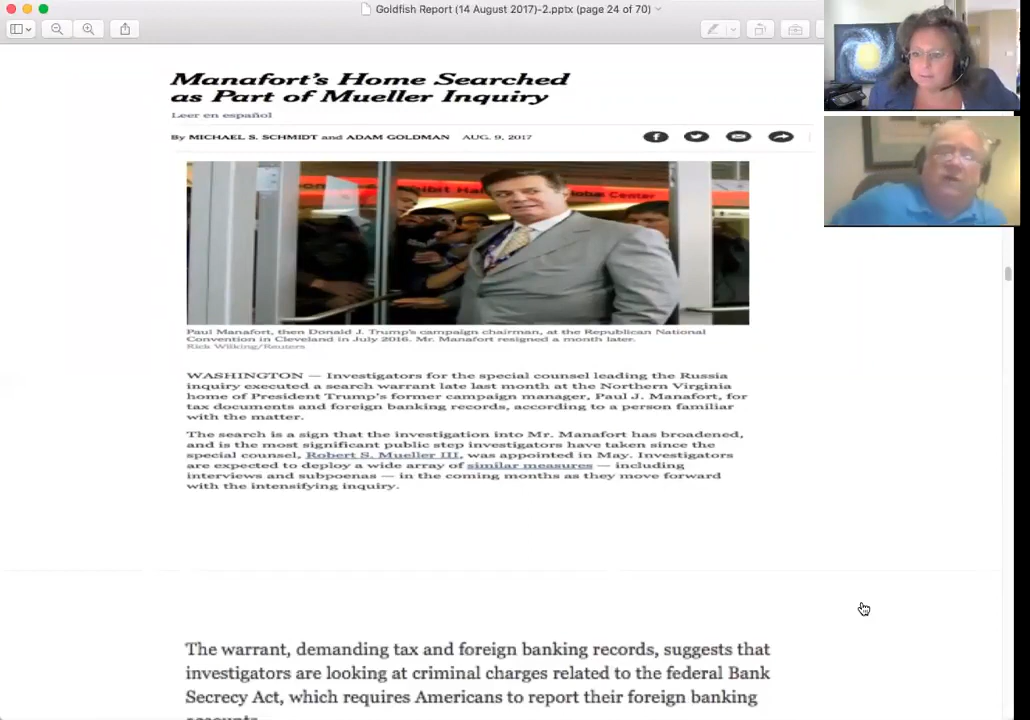 Goldfish Report (14 August 2017)-2.pptx (page 24 of 70)
Manafort's Home Searched
as Part of Mueller Inquiry
Leer en español
By MICHAEL S. SCHMIDT and ADAM GOLDMAN AUG. 9, 2017
ibit Hal
Global Center
Paul Manafort, then Donald J. Trump's campaign chairman, at the Republican National
Convention in Cleveland in July 2016. Mr. Manafort resigned a month later.
Rick Wilking/Reuters
WASHINGTON — Investigators for the special counsel leading the Russia
inquiry executed a search warrant late last month at the Northern Virginia
home of President Trump's former campaign manager, Paul J. Manafort, for
tax documents and foreign banking records, according to a person familiar
with the matter.
The search is a sign that the investigation into Mr. Manafort has broadened,
and is the most significant public step investigators have taken since the
special counsel, Robert S. Mueller III, was appointed in May. Investigators
are expected to deploy a wide array of similar measures — including
interviews and subpoenas — in the coming months as they move forward
with the intensifying inquiry.
The warrant, demanding tax and foreign banking records, suggests that
investigators are looking at criminal charges related to the federal Bank
Secrecy Act, which requires Americans to report their foreign banking
accounts.